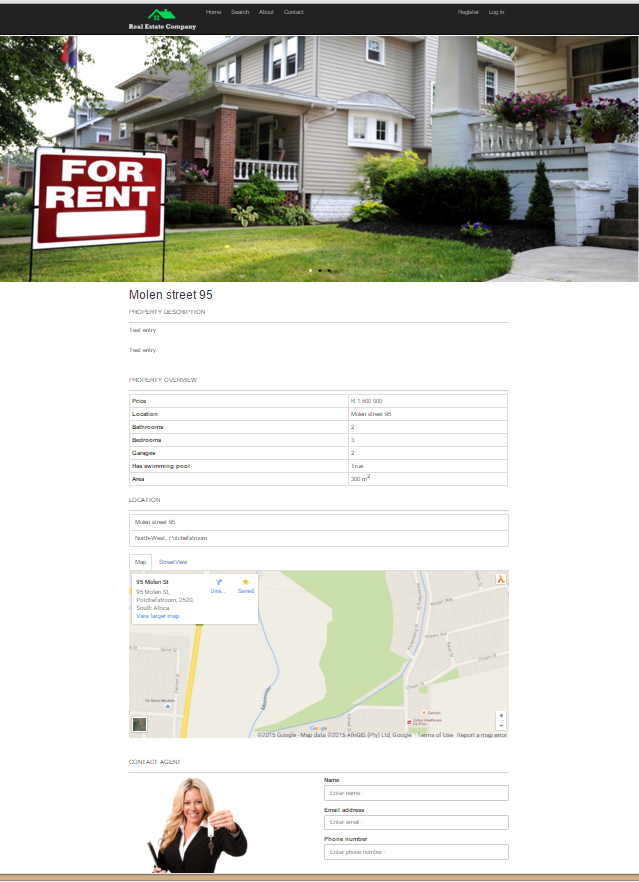 Home Search About Contact Register Log in
Real Estate Company
FOR
RENT
Molen street 95
PROPERTY DESCRIPTION
Text entry
Text entry
PROPERTY OVERVIEW
Price R 1 500 000
Location Molen street 95
Bathrooms 2
Bedrooms 3
Garages 2
Has swimming pool True
Area 300 m2
LOCATION
Molen street 95
North-West, Potchefstroom
Map StreetView
95 Molen St
95 Molen St,
Potchefstroom, 2520,
South Africa
Dire... Saved
View larger map
Google
©2015 Google - Map data ©2015 AfriGIS (Pty) Ltd, Google Terms of Use Report a map error
CONTACT AGENT
Name
Enter name :
Email address
Enter email :
Phone number
Enter phone number :